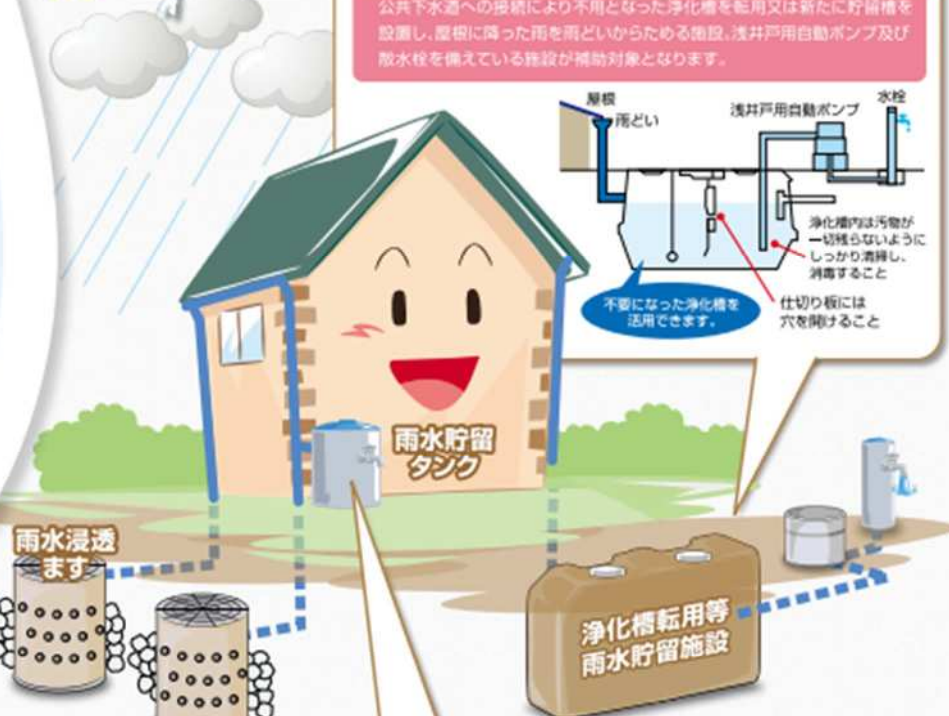 公共下水道への接続により不用となった浄化槽を転用又は新たに貯留槽を
設置し、屋根に降った雨を雨どいからためる施設、浅井戸用自動ポンプ及び
散水栓を備えている施設が補助対象となります。
屋根
雨どい
浅井戸用自動ポンプ
水栓
浄化槽内は汚物が
一切残らないように
しっかり清掃し、
消毒すること
仕切り板には
穴を開けること
不要になった浄化槽を
活用できます。
雨水貯留
タンク
雨水浸透
ます
浄化槽転用等
雨水貯留施設